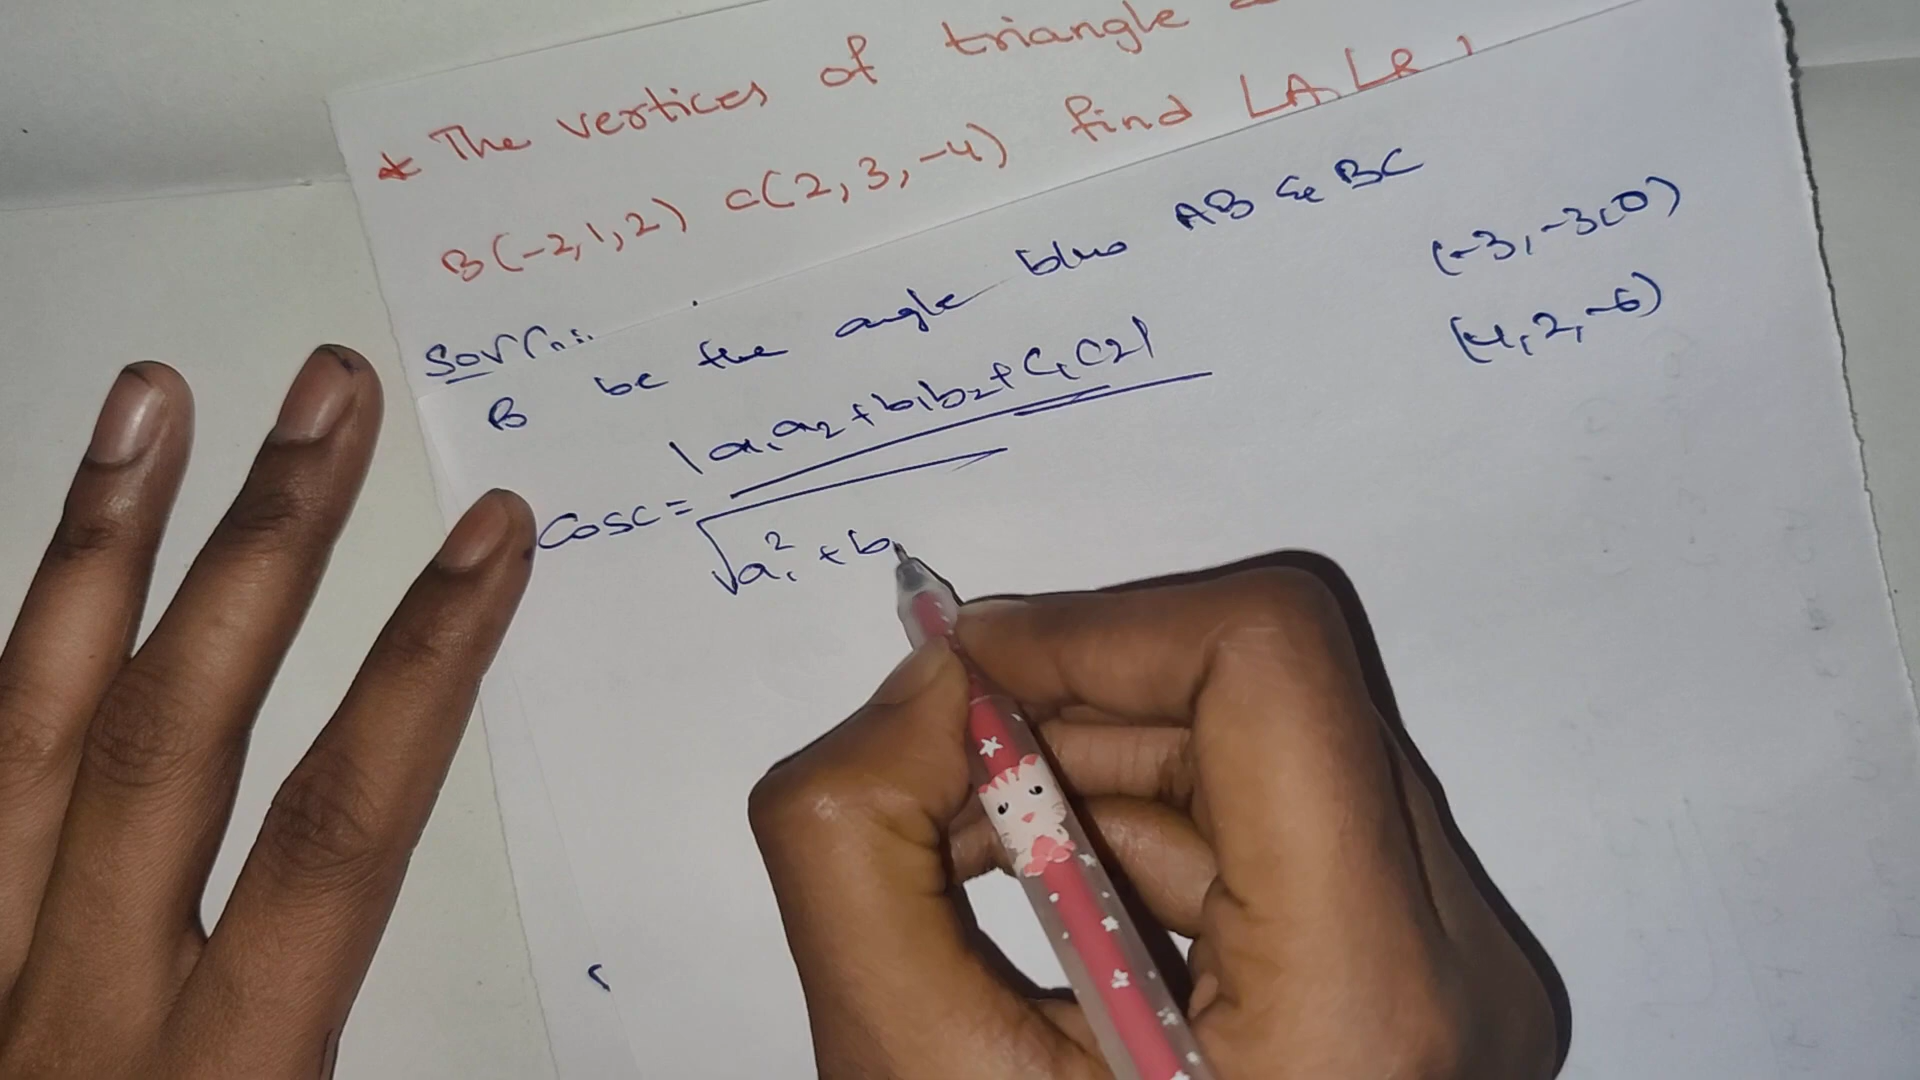 * The vertices of triangle
B(-2,1,2) C(2,3,-4) find ∠A ∠B
B be the angle b/w AB & BC
(-3,-3,0)
(4,2,-6)
|a₁a₂+b₁b₂+c₁c₂|
cosc=
√a₁²+b